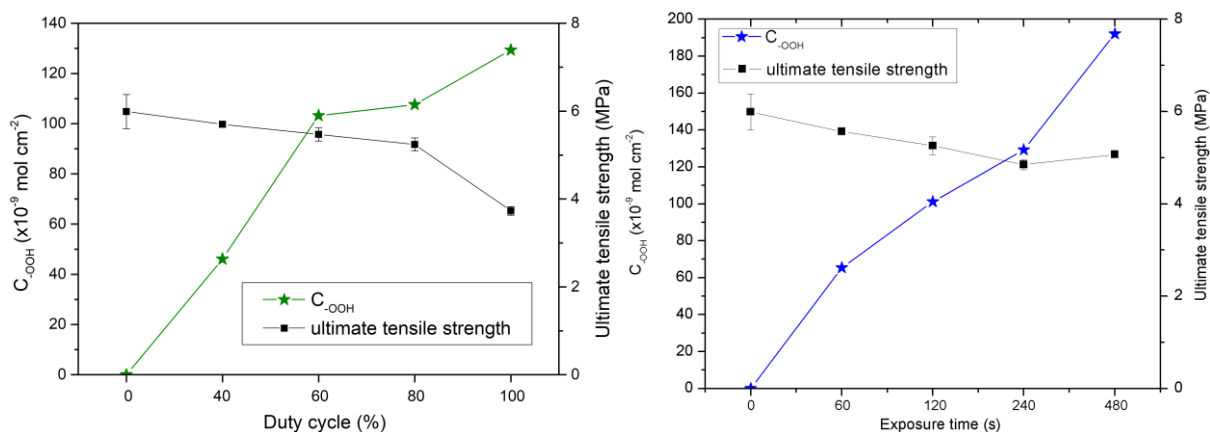 140
120
100
80
60
40
20
0
C-OOH (x10-9 mol cm-2)
8
6
4
2
0
Ultimate tensile strength (MPa)
C-OOH
ultimate tensile strength
0 40 60 80 100
Duty cycle (%)
200
180
160
140
120
100
80
60
40
20
0
C-OOH (x10-9 mol cm-2)
C-OOH
ultimate tensile strength
8
6
4
2
0
Ultimate tensile strength (MPa)
0 60 120 240 480
Exposure time (s)